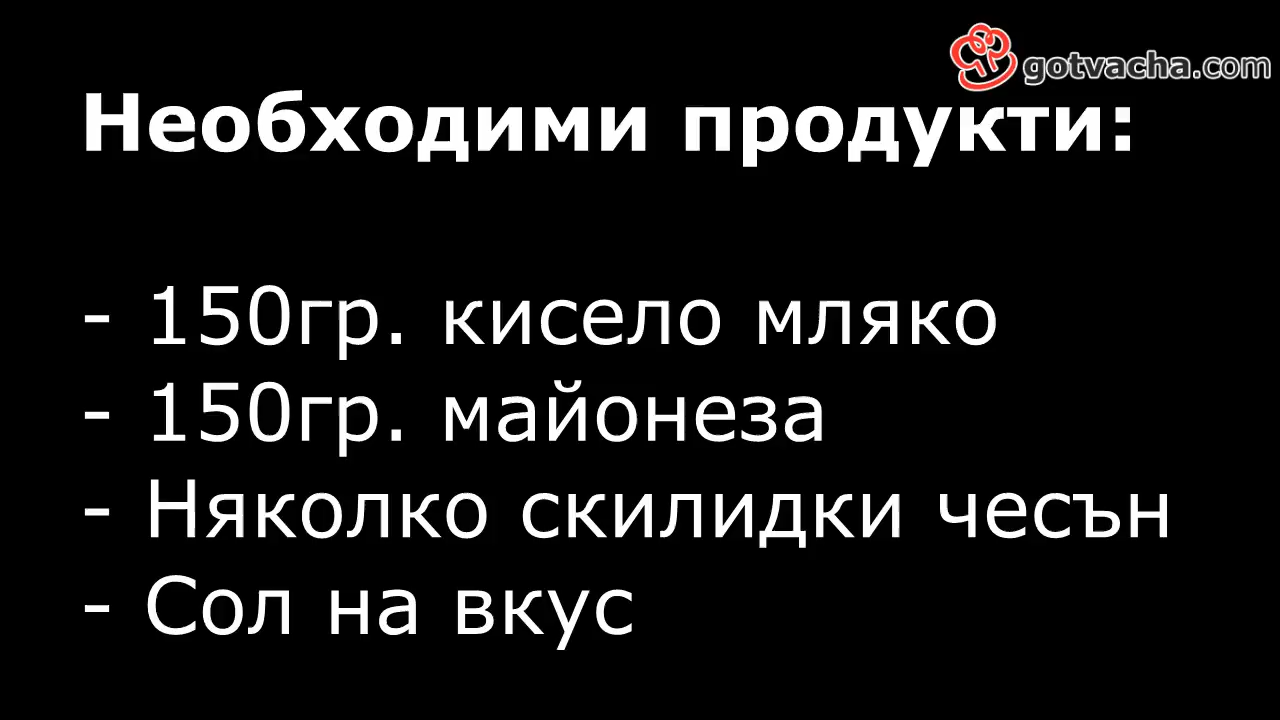 gotvacha.com
Необходими продукти:
- 150гр. кисело мляко
- 150гр. майонеза
- Няколко скилидки чесън
- Сол на вкус